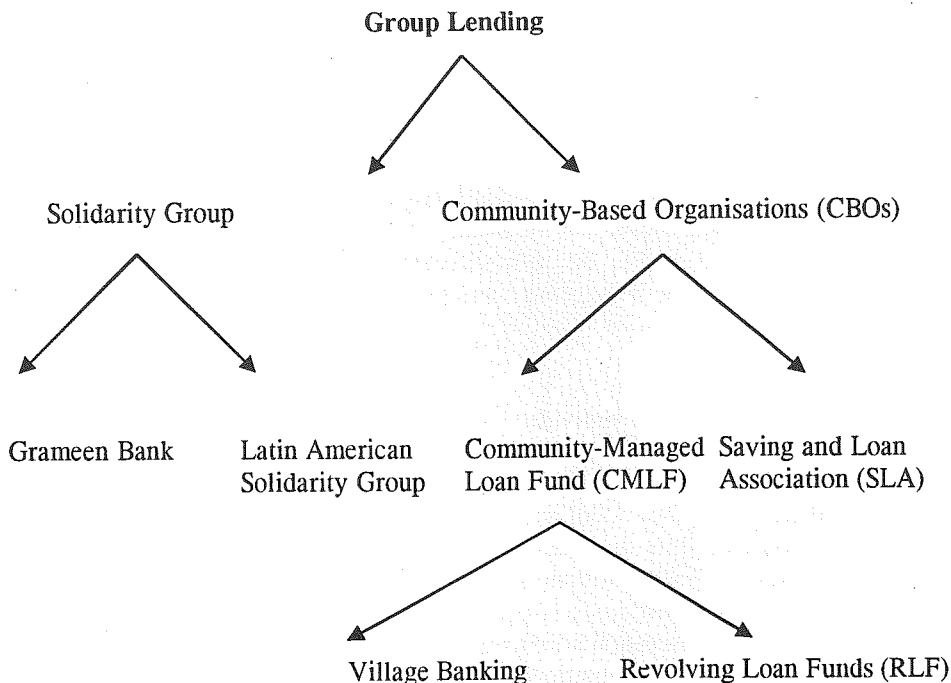 Group Lending
Solidarity Group
Community-Based Organisations (CBOs)
Grameen Bank
Latin American
Solidarity Group
Community-Managed
Loan Fund (CMLF)
Saving and Loan
Association (SLA)
Village Banking
Revolving Loan Funds (RLF)